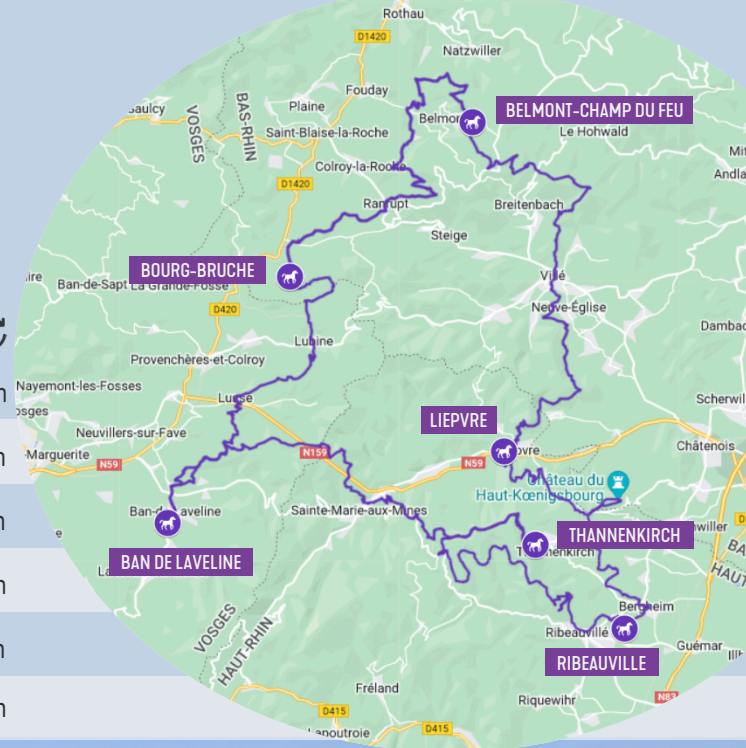 Rothau
D1420
Natzwiller
Fouday
Saulcy
VOSGES
BAS-RHIN
Plaine
BELMONT-CHAMP DU FEU
Saint-Blaise-la-Roche
Le Hohwald
Colroy-la-Roche
D1420
Ranrupt
Breitenbach
Steige
BOURG-BRUCHE
Ban-de-Sapt
La Grande-Fosse
Villé
D420
Neuve-Église
Lubine
Provenchères-et-Colroy
Nayemont-les-Fosses
Lusse
LIEPVRE
Neuvillers-sur-Fave
N159
N59
N59
Château du
Haut-Kœnigsbourg
Châtenois
Sainte-Marie-aux-Mines
THANNENKIRCH
BAN DE LAVELINE
Bergheim
VOSGES
HAUT-RHIN
Ribeauvillé
RIBEAUVILLE
Guémar
Fréland
Riquewihr
N83
D415
D415